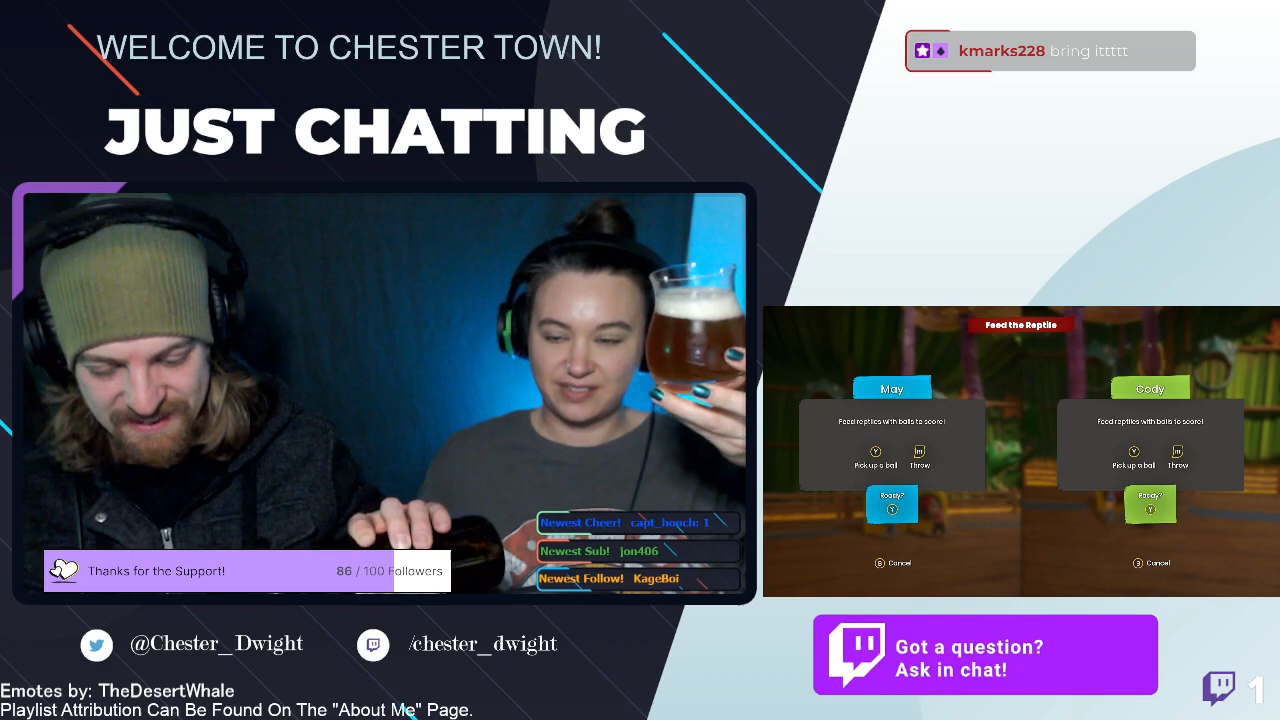 WELCOME TO CHESTER TOWN!
JUST CHATTING
kmarks228 bring ittttt
Feed the Reptile
May
Cody
Feed reptiles with balls to score!
Feed reptiles with balls to score!
Y
Y
Pick up a ball Throw
Pick up a ball Throw
Ready?
Y
Ready?
Y
B Cancel
B Cancel
Newest Cheer! capt_hooch: 1
Newest Sub! jon406
Newest Follow! KageBoi
Thanks for the Support! 86 / 100 Followers
@Chester_Dwight
/chester_dwight
Got a question?
Ask in chat!
Emotes by: TheDesertWhale
Playlist Attribution Can Be Found On The "About Me" Page.
1